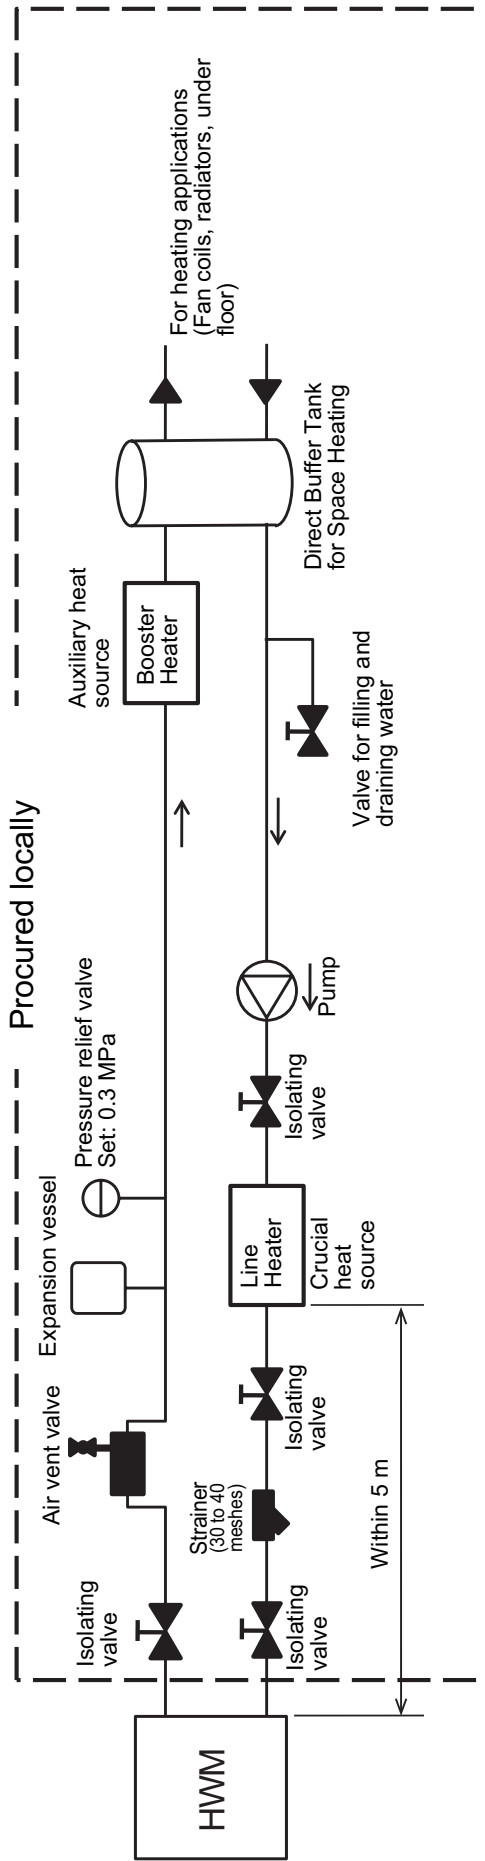 Procured locally
Air vent valve
Expansion vessel
Pressure relief valve
Set: 0.3 MPa
Auxiliary heat
source
Booster
Heater
For heating applications
(Fan coils, radiators, under
floor)
Isolating
valve
HWM
Strainer
(30 to 40
meshes)
Isolating
valve
Isolating
valve
Line
Heater
Crucial
heat
source
Isolating
valve
Pump
Valve for filling and
draining water
Direct Buffer Tank
for Space Heating
Within 5 m